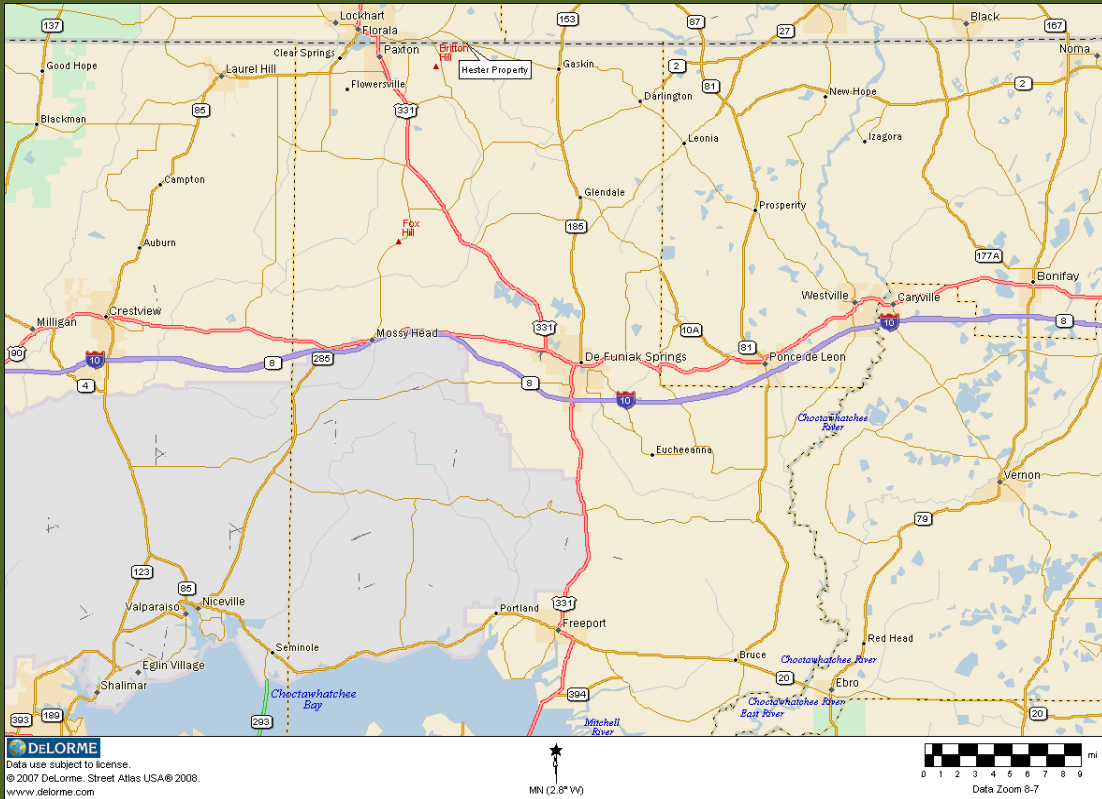 Lockhart
Florala
Black
137
153
87
27
167
Clear Springs
Paxton
Britton
Hill
Noma
Good Hope
Laurel Hill
Hester Property
Gaskin
2
Flowersville
81
2
85
331
Darlington
New Hope
Blackman
Leonia
Izagora
Campton
Glendale
Prosperity
Fox
Hill
185
Auburn
177A
Bonifay
Westville
Caryville
Crestview
Milligan
331
10A
10
8
Mossy Head
81
90
10
8
285
De Funiak Springs
Ponce de Leon
4
8
10
Choctawhatchee
River
Eucheeanna
Vernon
79
123
85
Valparaiso
Niceville
331
Portland
Freeport
Seminole
Red Head
Eglin Village
Bruce
Choctawhatchee River
Shalimar
Choctawhatchee
Bay
394
20
Ebro
Choctawhatchee River
East River
393
189
293
Mitchell
River
20
DELORME
Data use subject to license.
© 2007 DeLorme. Street Atlas USA® 2008.
www.delorme.com
MN (2.8° W)
mi
0 1 2 3 4 5 6 7 8 9
Data Zoom 8-7